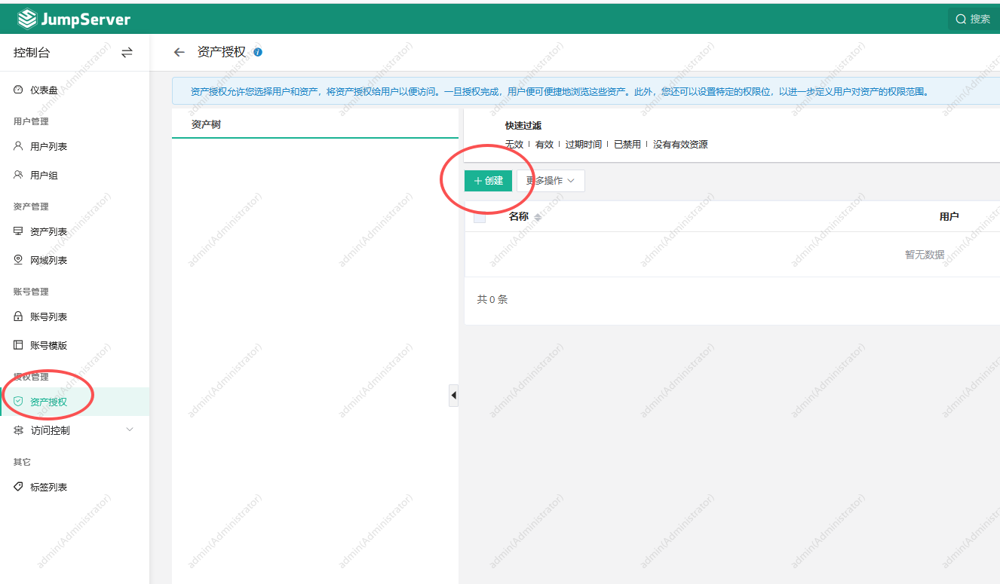 JumpServer
搜索
控制台
资产授权
仪表盘
资产授权允许您选择用户和资产，将资产授权给用户以便访问。一旦授权完成，用户便可便捷地浏览这些资产。此外，您还可以设置特定的权限位，以进一步定义用户对资产的权限范围。
用户管理
用户列表
用户组
资产管理
资产列表
网域列表
账号管理
账号列表
账号模版
授权管理
资产授权
访问控制
其它
标签列表
资产树
快速过滤
无效 | 有效 | 过期时间 | 已禁用 | 没有有效资源
创建 更多操作
名称 用户
暂无数据
共 0 条
admin(Administrator)